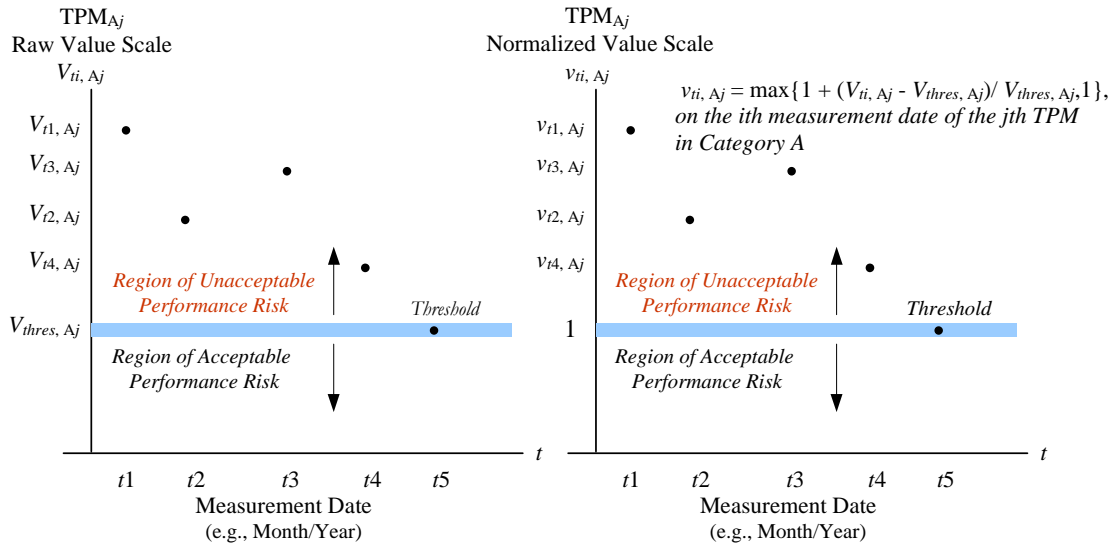 TPMAj
Raw Value Scale
Vti, Aj
Vt1, Aj
Vt3, Aj
Vt2, Aj
Vt4, Aj
Region of Unacceptable
Performance Risk
Threshold
Vthres, Aj
Region of Acceptable
Performance Risk
t
t1 t2 t3 t4 t5
Measurement Date
(e.g., Month/Year)
TPMAj
Normalized Value Scale
vti, Aj
vti, Aj = max{1 + (Vti, Aj - Vthres, Aj)/ Vthres, Aj,1},
on the ith measurement date of the jth TPM
in Category A
vt1, Aj
vt3, Aj
vt2, Aj
vt4, Aj
Region of Unacceptable
Performance Risk
Threshold
1
Region of Acceptable
Performance Risk
t
t1 t2 t3 t4 t5
Measurement Date
(e.g., Month/Year)